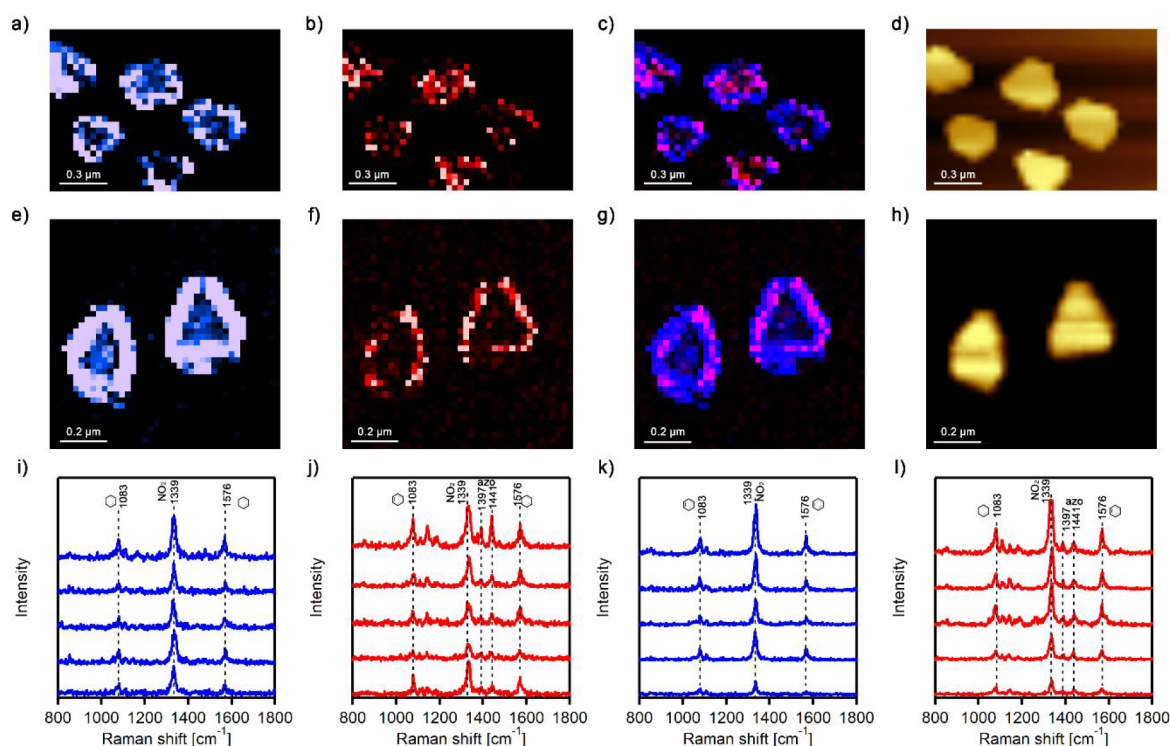 a)
b)
c)
d)
0.3 µm
0.3 µm
0.3 µm
0.3 µm
e)
f)
g)
h)
0.2 µm
0.2 µm
0.2 µm
0.2 µm
i)
Intensity
1083
NO₂
1339
1576
800 1000 1200 1400 1600 1800
Raman shift [cm⁻¹]
j)
Intensity
1083
NO₂
1339
1397
azo
1441
1576
800 1000 1200 1400 1600 1800
Raman shift [cm⁻¹]
k)
Intensity
1083
1339
NO₂
1576
800 1000 1200 1400 1600 1800
Raman shift [cm⁻¹]
l)
Intensity
1083
NO₂
1339
1397
azo
1441
1576
800 1000 1200 1400 1600 1800
Raman shift [cm⁻¹]